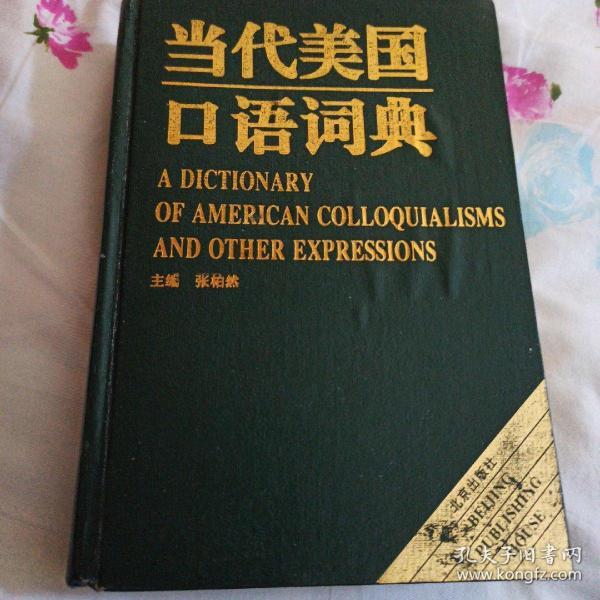 当代美国
口语词典
A DICTIONARY
OF AMERICAN COLLOQUIALISMS
AND OTHER EXPRESSIONS
主编 张柏然
北京出版社
BEIJING
PUBLISHING
HOUSE
孔夫子旧书网
www.kongfz.com